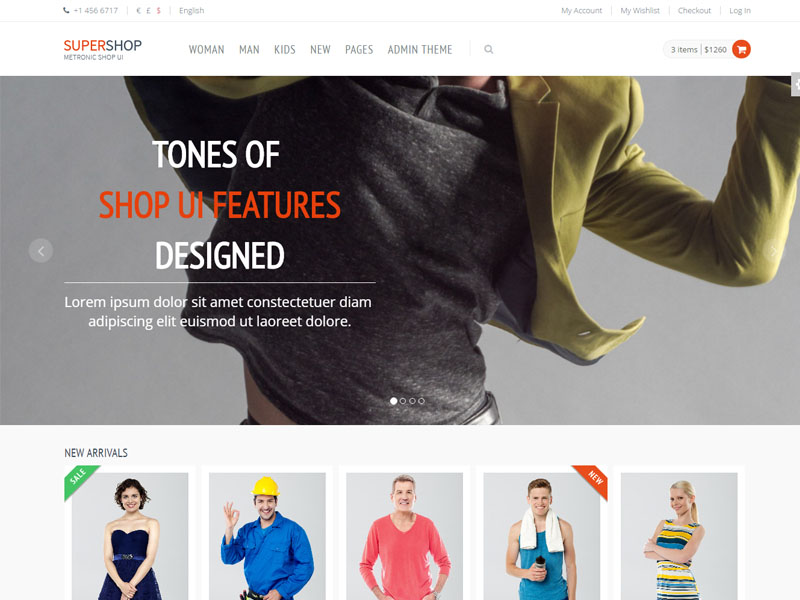 +1 456 6717 € £ $ English My Account My Wishlist Checkout Log In
SUPERSHOP
METRONIC SHOP UI
WOMAN MAN KIDS NEW PAGES ADMIN THEME 3 items $1260
TONES OF
SHOP UI FEATURES
DESIGNED
Lorem ipsum dolor sit amet constectetuer diam
adipiscing elit euismod ut laoreet dolore.
NEW ARRIVALS
SALE
NEW